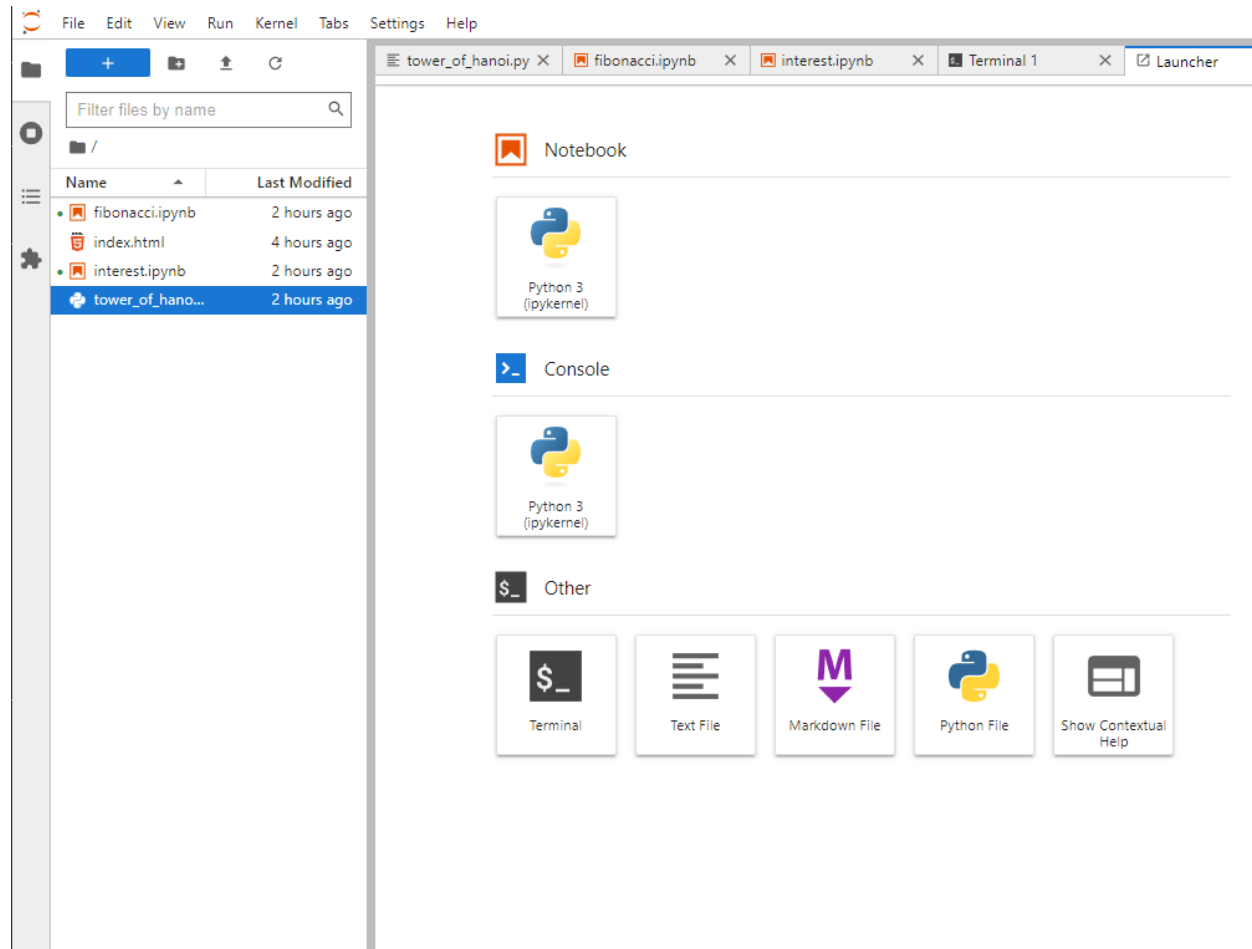 File Edit View Run Kernel Tabs Settings Help
+
Filter files by name
/
Name Last Modified
fibonacci.ipynb 2 hours ago
index.html 4 hours ago
interest.ipynb 2 hours ago
tower_of_hano... 2 hours ago
tower_of_hanoi.py fibonacci.ipynb interest.ipynb $_ Terminal 1 Launcher
Notebook
Python 3
(ipykernel)
>_ Console
Python 3
(ipykernel)
$_ Other
$_
Terminal
Text File
M
Markdown File
Python File
Show Contextual
Help